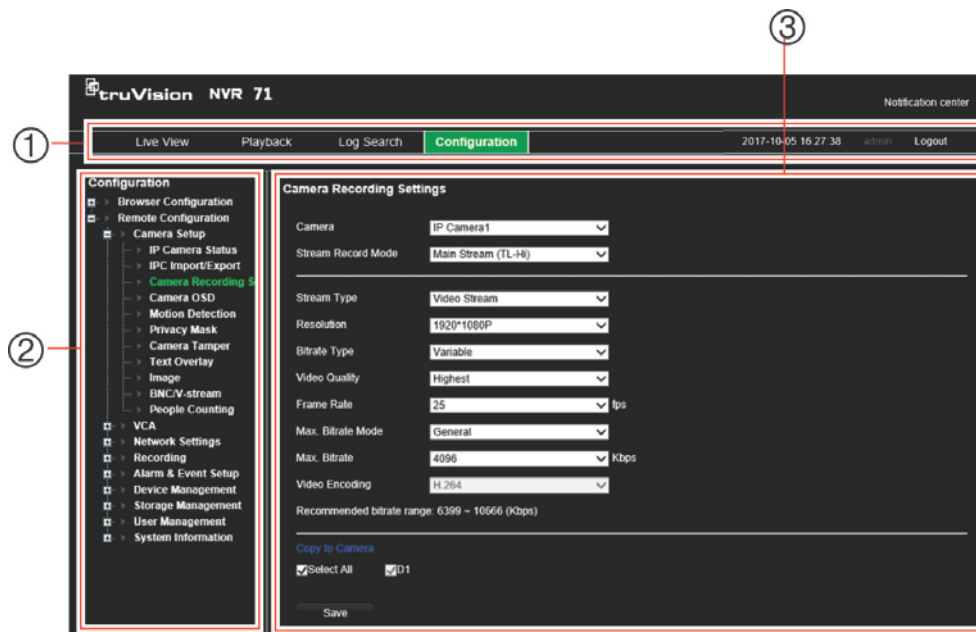 ③
truVision NVR 71
Notification center
①
Live View Playback Log Search Configuration 2017-10-05 16:27:38 admin Logout
②
Configuration
Browser Configuration
Remote Configuration
Camera Setup
IP Camera Status
IPC Import/Export
Camera Recording S
Camera OSD
Motion Detection
Privacy Mask
Camera Tamper
Text Overlay
Image
BNC/V-stream
People Counting
VCA
Network Settings
Recording
Alarm & Event Setup
Device Management
Storage Management
User Management
System Information
Camera Recording Settings
Camera IP Camera1
Stream Record Mode Main Stream (TL-Hi)
Stream Type Video Stream
Resolution 1920*1080P
Bitrate Type Variable
Video Quality Highest
Frame Rate 25 fps
Max. Bitrate Mode General
Max. Bitrate 4096 Kbps
Video Encoding H.264
Recommended bitrate range: 6399 ~ 10666 (Kbps)
Copy to Camera
Select All D1
Save